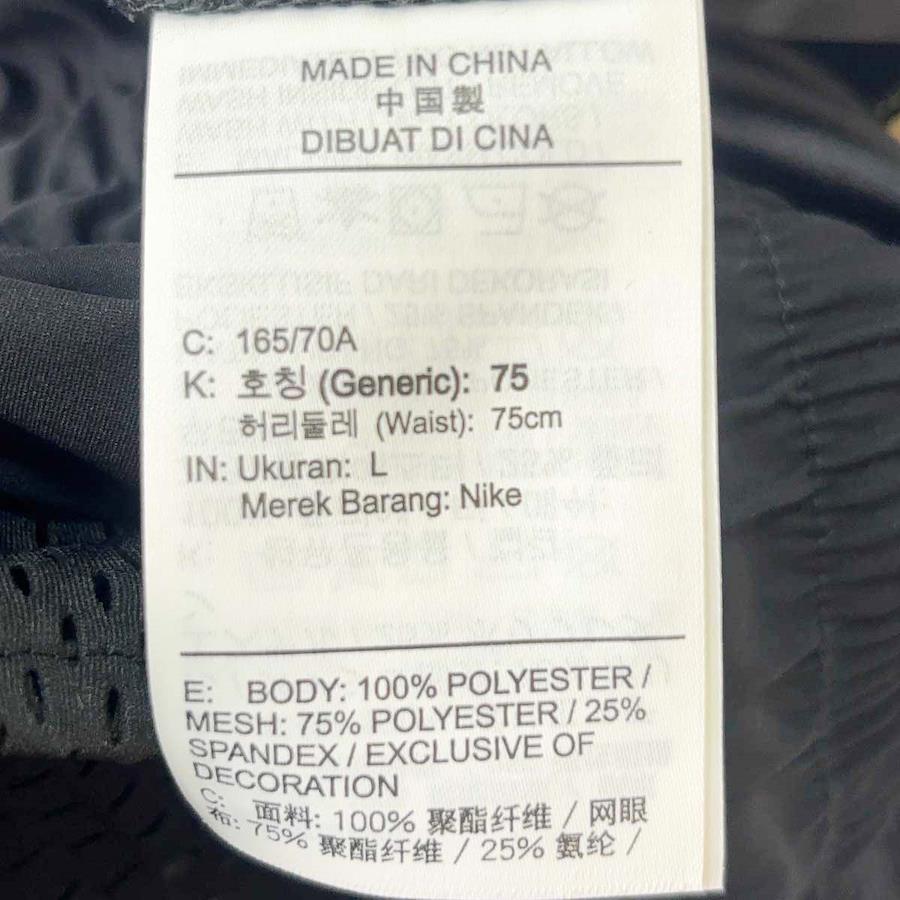 MADE IN CHINA
中国製
DIBUAT DI CINA
C: 165/70A
K: 호칭 (Generic): 75
허리둘레 (Waist): 75cm
IN: Ukuran: L
Merek Barang: Nike
E: BODY: 100% POLYESTER /
MESH: 75% POLYESTER / 25%
SPANDEX / EXCLUSIVE OF
DECORATION
C: 面料: 100% 聚酯纤维 / 网眼
布: 75% 聚酯纤维 / 25% 氨纶 /